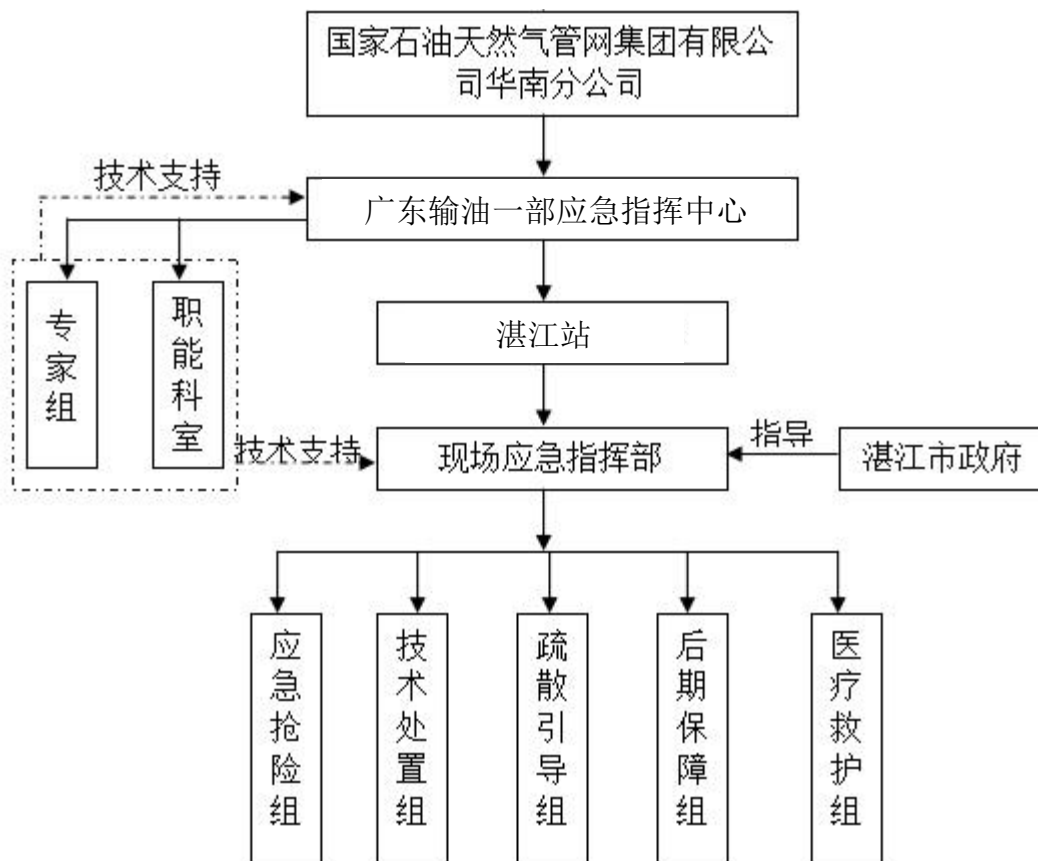 国家石油天然气管网集团有限公
司华南分公司
技术支持
广东输油一部应急指挥中心
专家组
职能科室
湛江站
技术支持
现场应急指挥部
指导
湛江市政府
应急抢险组
技术处置组
疏散引导组
后期保障组
医疗救护组